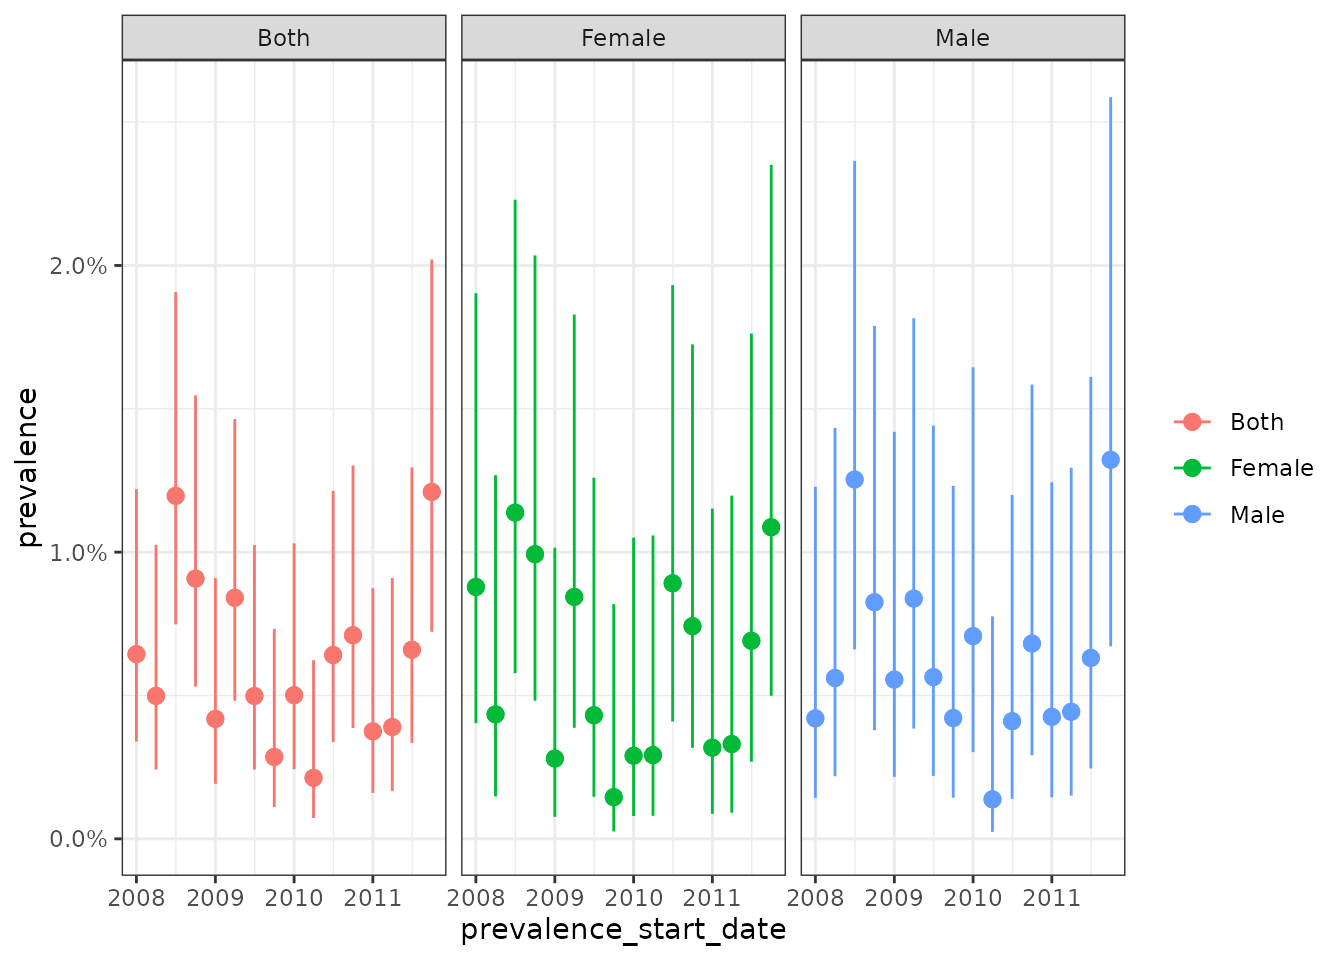 Both Female Male
prevalence
2.0%
1.0%
0.0%
2008 2009 2010 2011 2008 2009 2010 2011 2008 2009 2010 2011
prevalence_start_date
Both
Female
Male